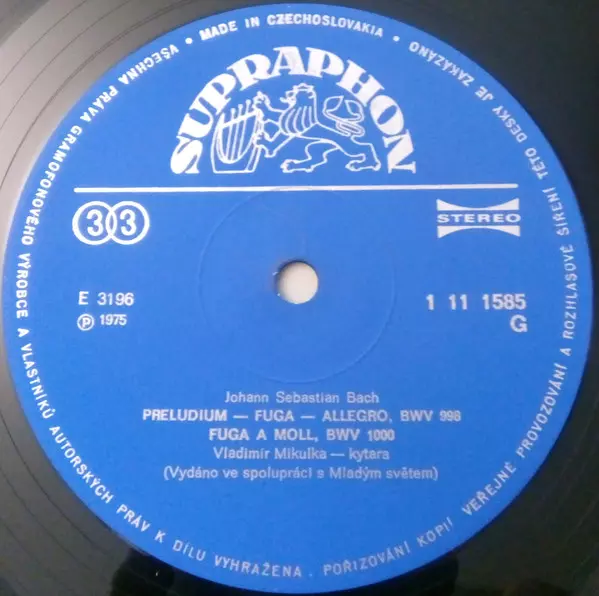 MADE IN CZECHOSLOVAKIA • VŠECHNA PRÁVA GRAMOFONOVÉHO VÝROBCE A VLASTNÍKŮ AUTORSKÝCH PRÁV K DÍLU VYHRAŽENA. POŘIZOVÁNÍ KOPIÍ VEŘEJNÉ PROVOZOVÁNÍ A ROZHLASOVÉ ŠÍŘENÍ TÉTO DESKY JE ZAKÁZÁNO •
SUPRAPHON
33
STEREO
E 3196
1 11 1585
Ⓟ 1975
G
Johann Sebastian Bach
PRELUDIUM — FUGA — ALLEGRO, BWV 998
FUGA A MOLL, BWV 1000
Vladimír Mikulka — kytara
(Vydáno ve spolupráci s Mladým světem)